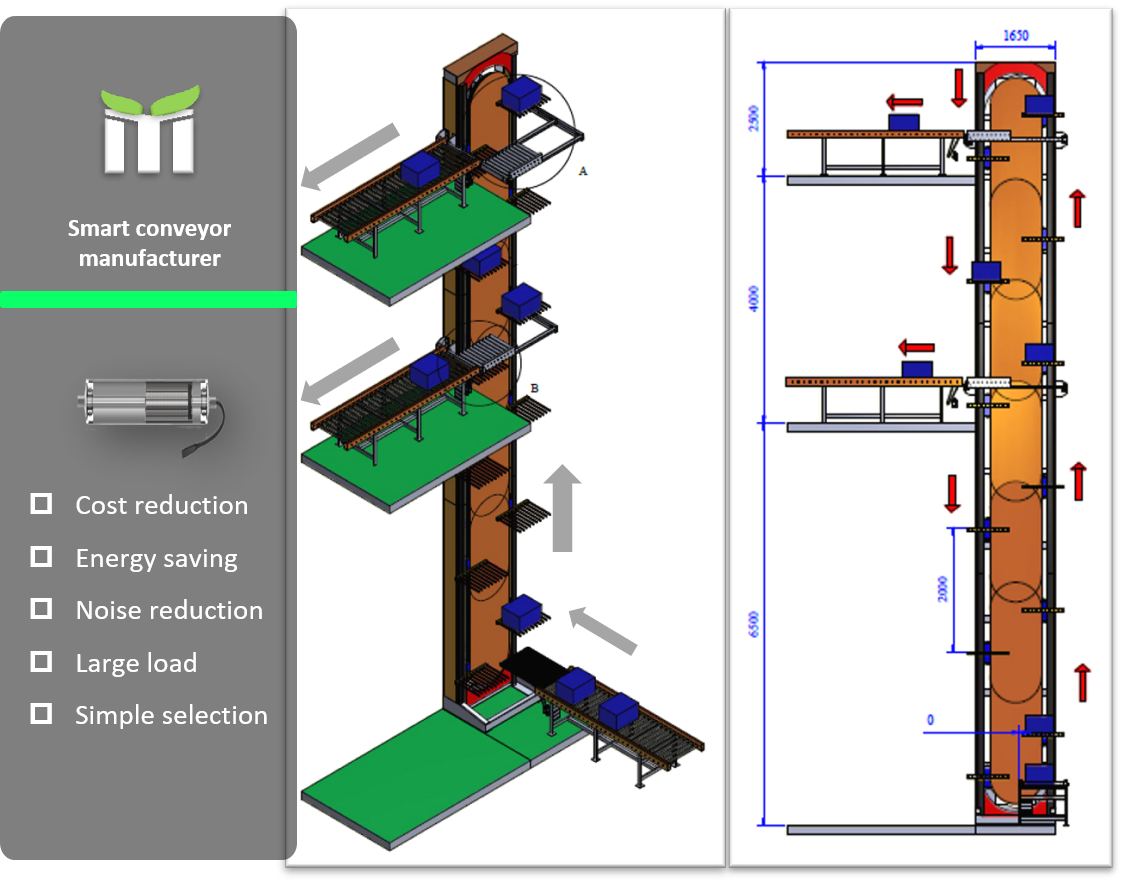 Smart conveyor
manufacturer
Cost reduction
Energy saving
Noise reduction
Large load
Simple selection
A
B
1650
2500
4000
6500
2000
0